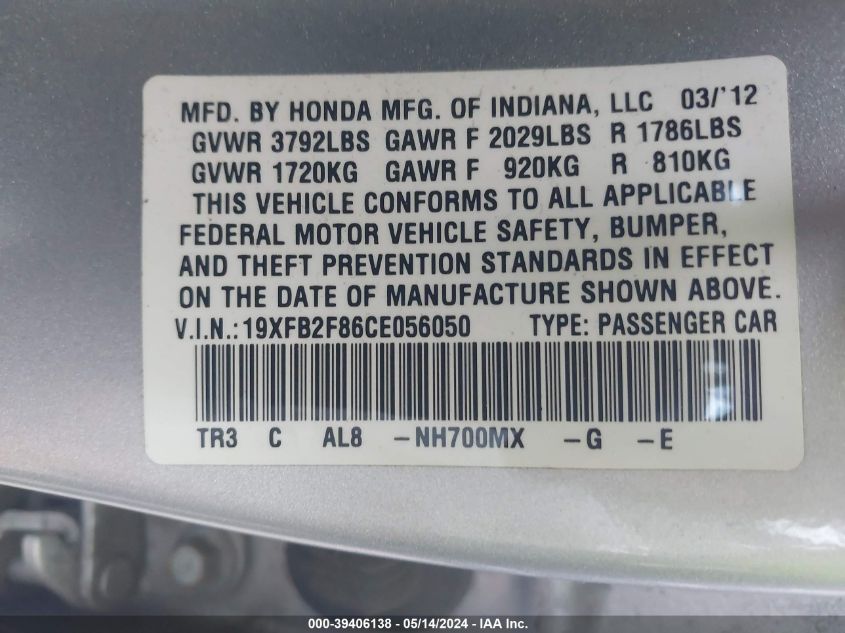 MFD. BY HONDA MFG. OF INDIANA, LLC 03/'12
GVWR 3792LBS GAWR F 2029LBS R 1786LBS
GVWR 1720KG GAWR F 920KG R 810KG
THIS VEHICLE CONFORMS TO ALL APPLICABLE
FEDERAL MOTOR VEHICLE SAFETY, BUMPER,
AND THEFT PREVENTION STANDARDS IN EFFECT
ON THE DATE OF MANUFACTURE SHOWN ABOVE.
V.I.N.: 19XFB2F86CE056050 TYPE: PASSENGER CAR
TR3 C AL8 -NH700MX -G -E
000-39406138 - 05/14/2024 - IAA Inc.